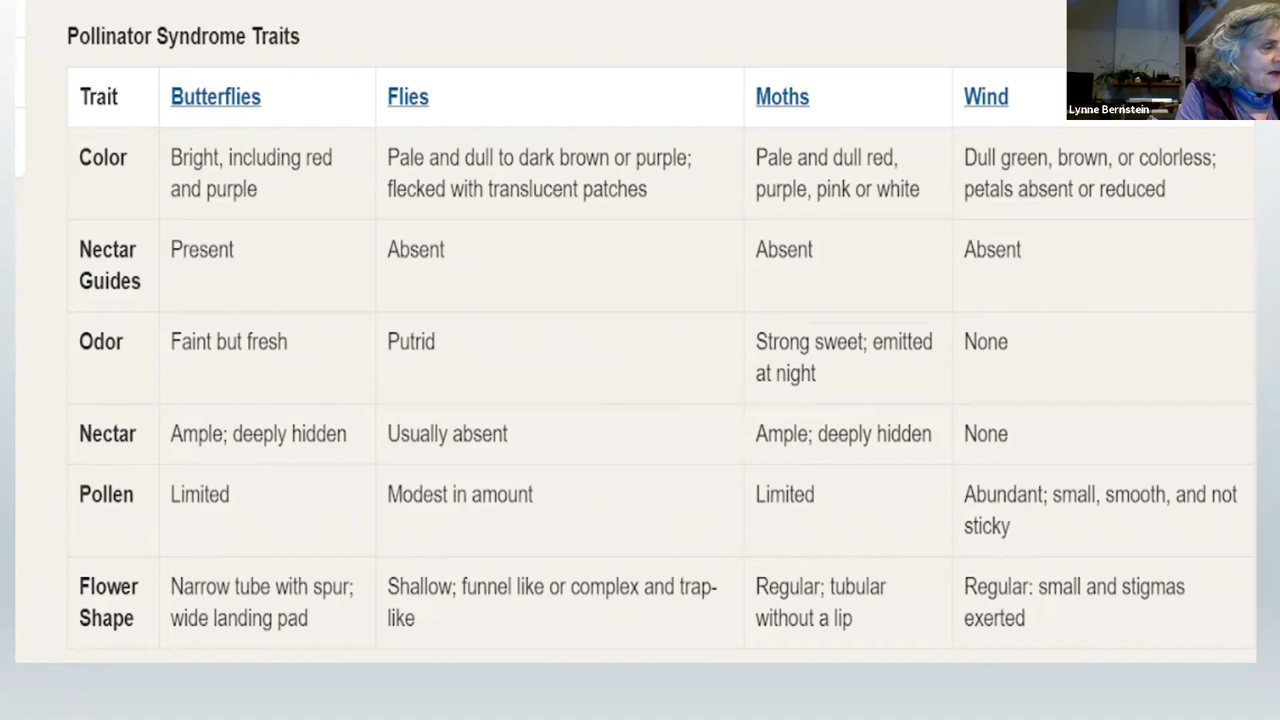 Pollinator Syndrome Traits
Lynne Bernstein
Trait Butterflies Flies Moths Wind
Color Bright, including red Pale and dull to dark brown or purple; Pale and dull red, Dull green, brown, or colorless;
and purple flecked with translucent patches purple, pink or white petals absent or reduced
Nectar Present Absent Absent Absent
Guides
Odor Faint but fresh Putrid Strong sweet; emitted None
at night
Nectar Ample; deeply hidden Usually absent Ample; deeply hidden None
Pollen Limited Modest in amount Limited Abundant; small, smooth, and not
sticky
Flower Narrow tube with spur; Shallow; funnel like or complex and trap- Regular; tubular Regular: small and stigmas
Shape wide landing pad like without a lip exerted